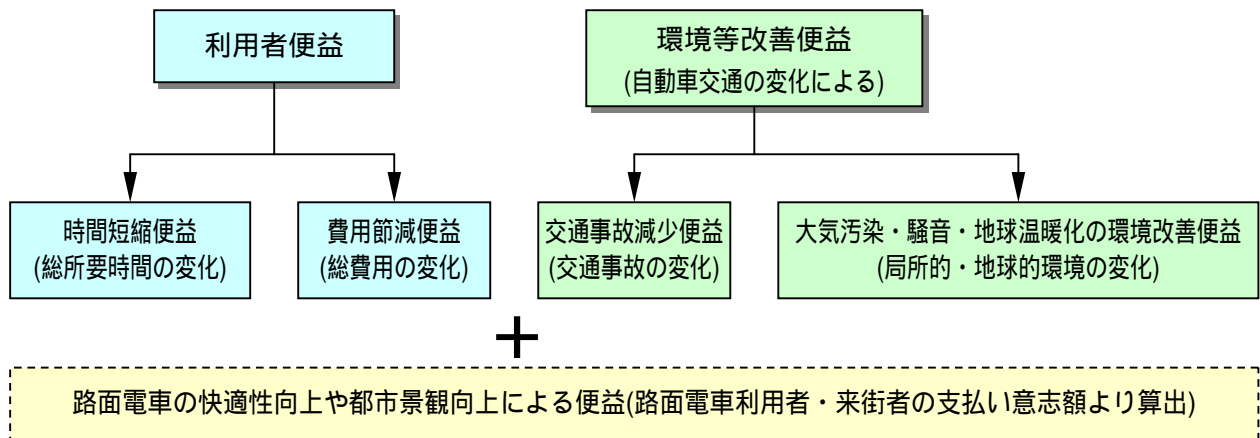 利用者便益
環境等改善便益
(自動車交通の変化による)
時間短縮便益
(総所要時間の変化)
費用節減便益
(総費用の変化)
交通事故減少便益
(交通事故の変化)
大気汚染・騒音・地球温暖化の環境改善便益
(局所的・地球的環境の変化)
+
路面電車の快適性向上や都市景観向上による便益(路面電車利用者・来街者の支払い意志額より算出)